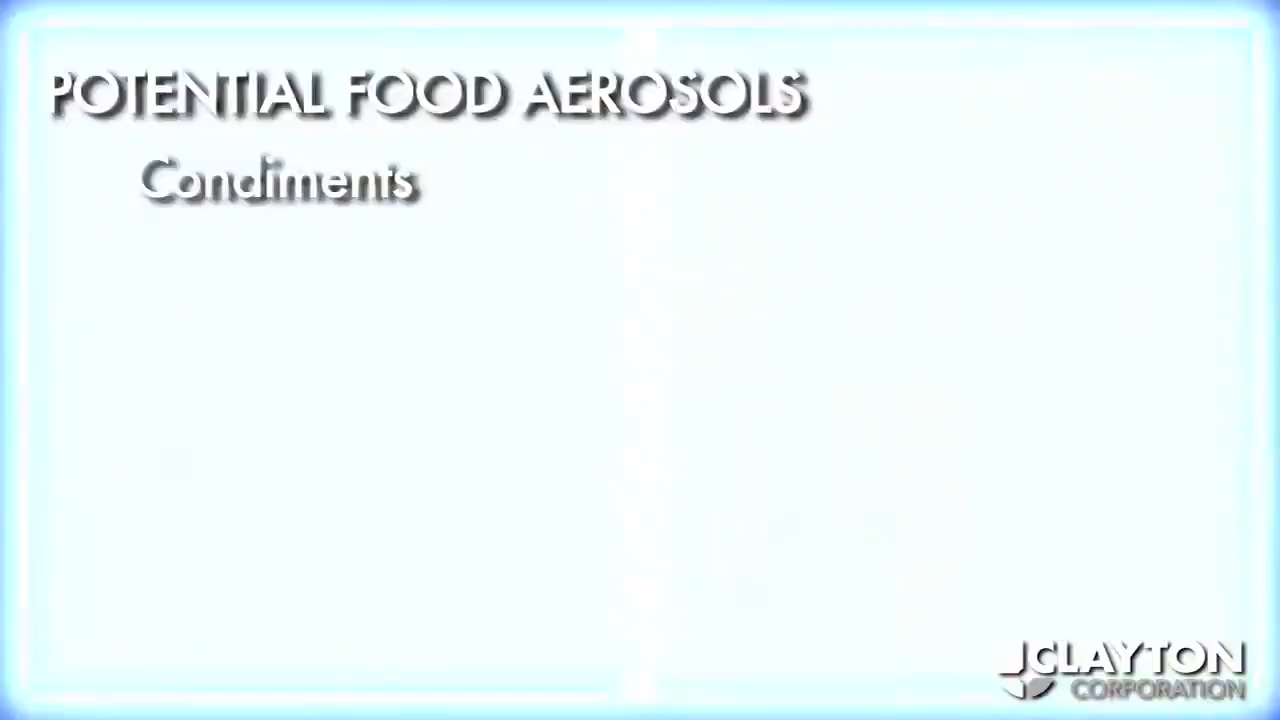 POTENTIAL FOOD AEROSOLS
Condiments
CLAYTON
CORPORATION